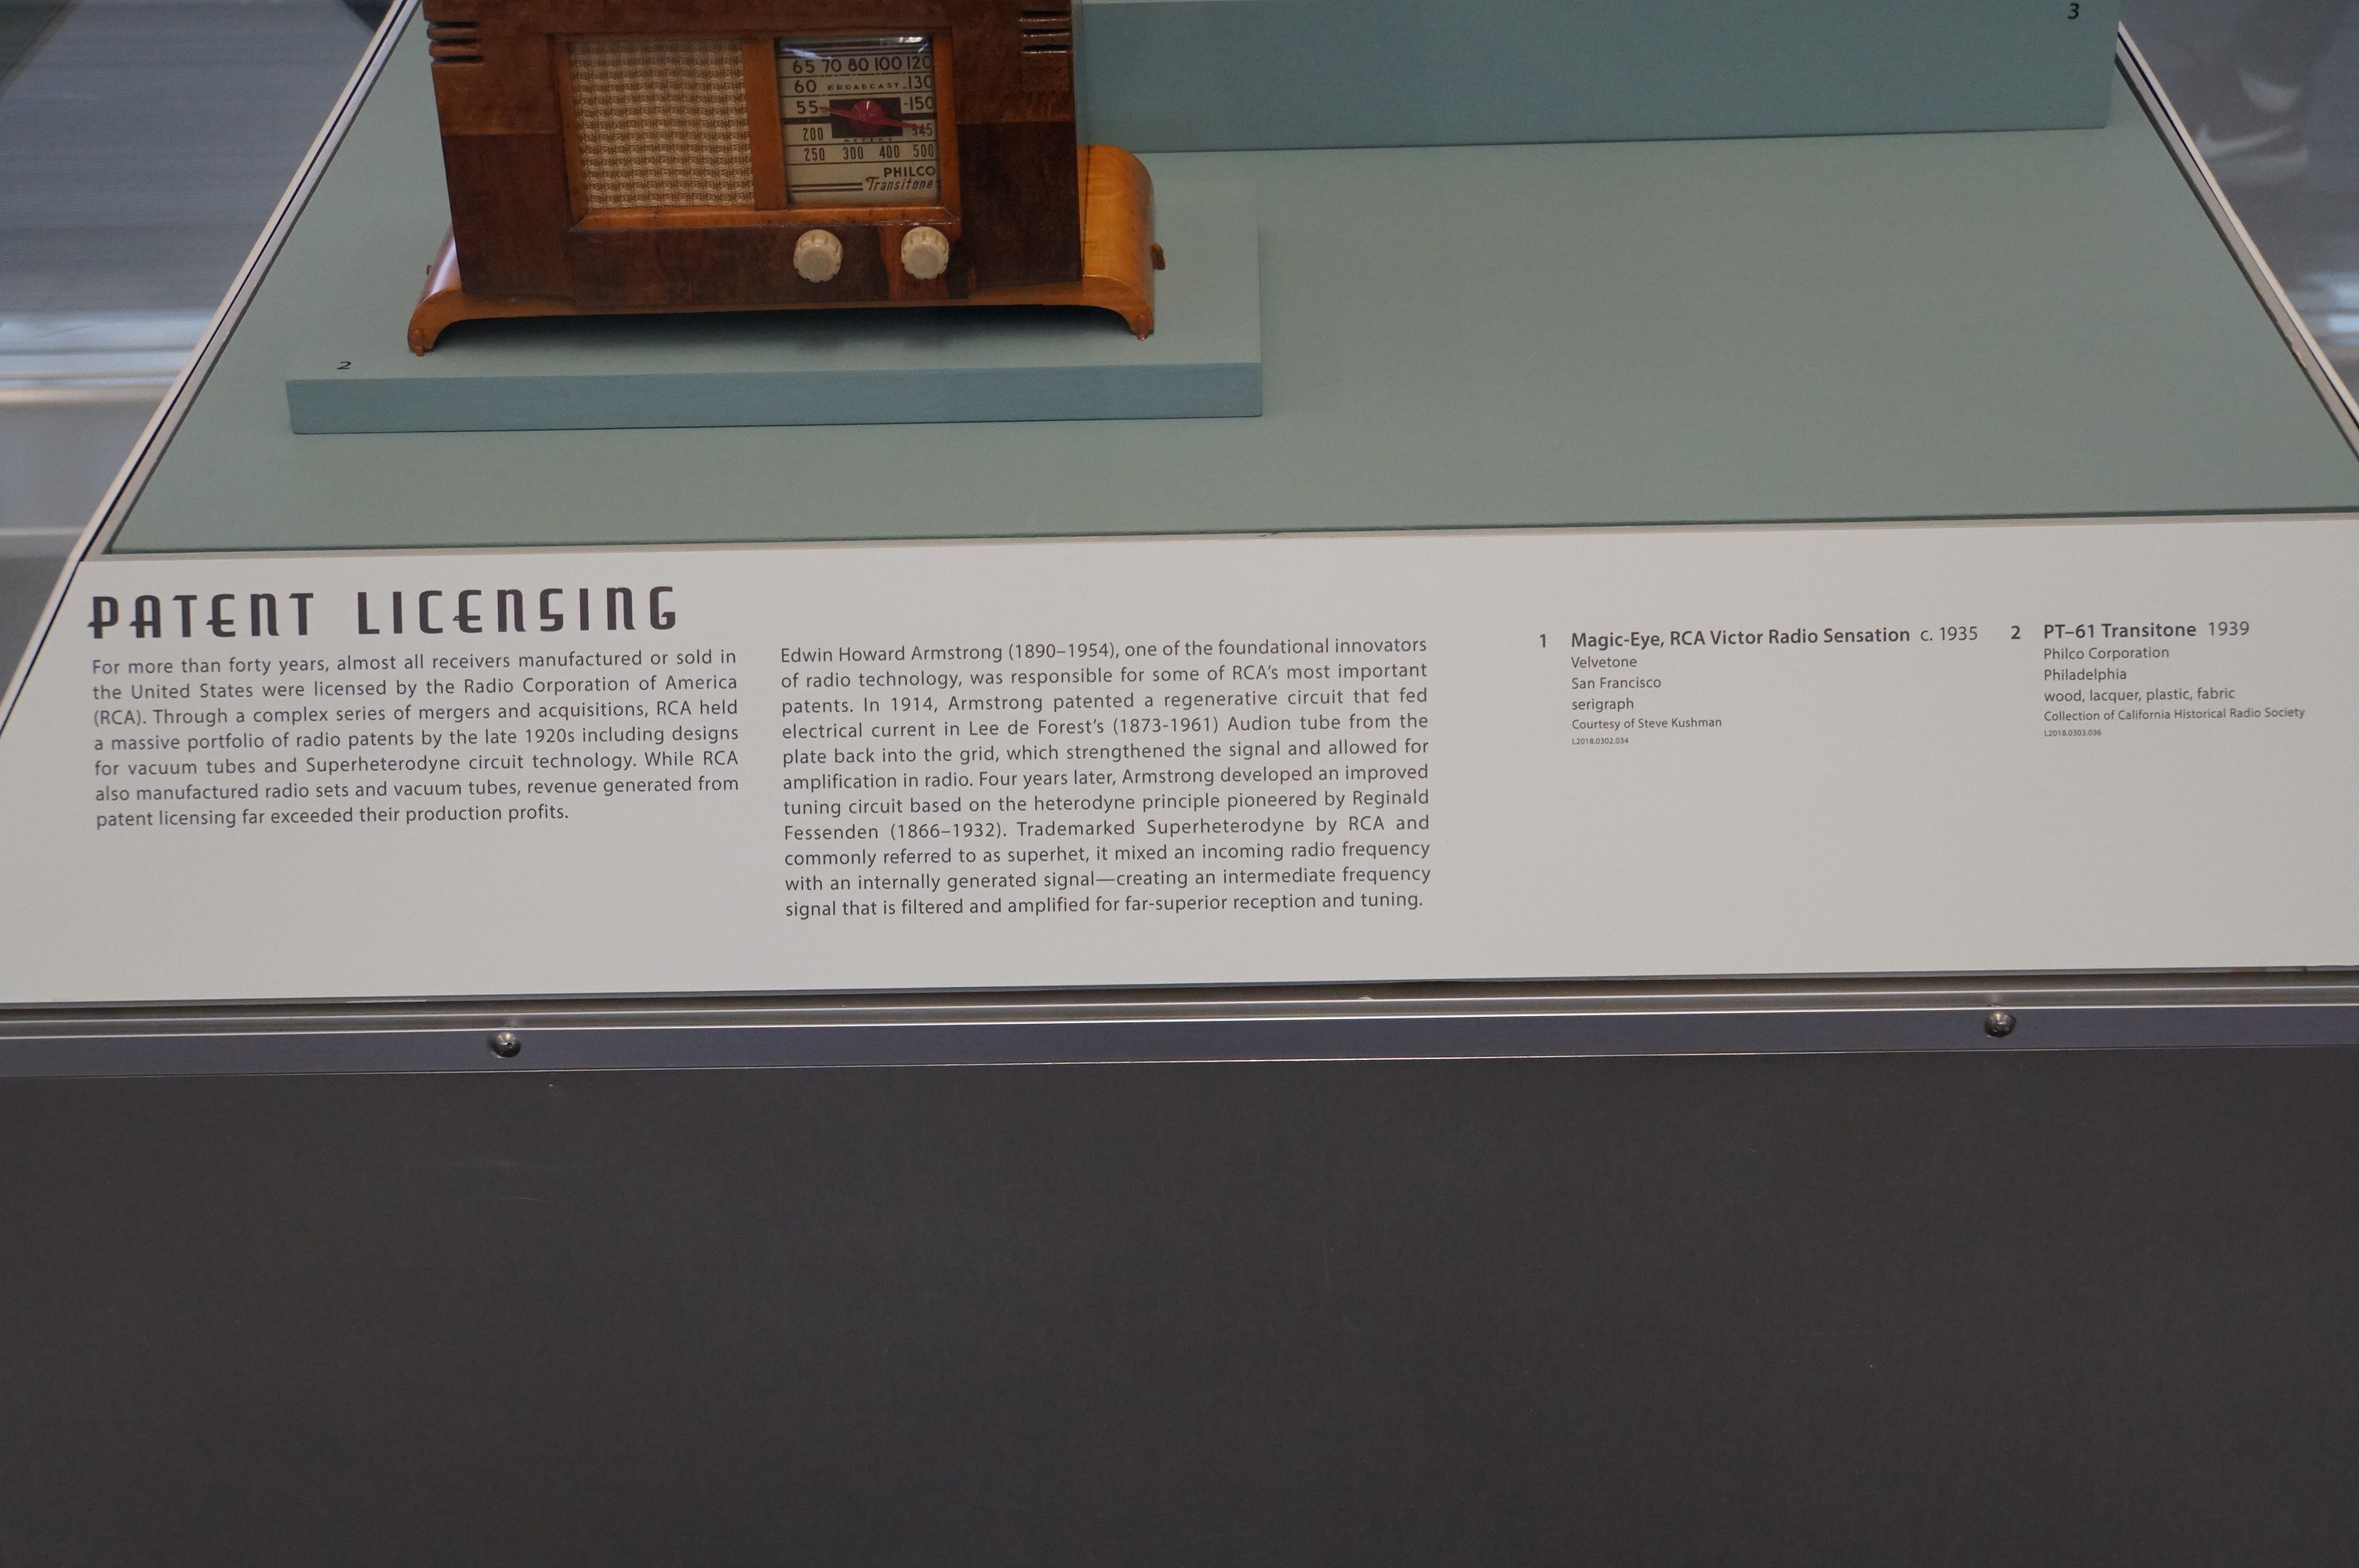 3
65 70 80 100 120
60 BROADCAST 130
55 150
200 545
250 300 400 500
PHILCO
Transitone
2
PATENT LICENSING
For more than forty years, almost all receivers manufactured or sold in
the United States were licensed by the Radio Corporation of America
(RCA). Through a complex series of mergers and acquisitions, RCA held
a massive portfolio of radio patents by the late 1920s including designs
for vacuum tubes and Superheterodyne circuit technology. While RCA
also manufactured radio sets and vacuum tubes, revenue generated from
patent licensing far exceeded their production profits.
Edwin Howard Armstrong (1890–1954), one of the foundational innovators
of radio technology, was responsible for some of RCA's most important
patents. In 1914, Armstrong patented a regenerative circuit that fed
electrical current in Lee de Forest's (1873-1961) Audion tube from the
plate back into the grid, which strengthened the signal and allowed for
amplification in radio. Four years later, Armstrong developed an improved
tuning circuit based on the heterodyne principle pioneered by Reginald
Fessenden (1866–1932). Trademarked Superheterodyne by RCA and
commonly referred to as superhet, it mixed an incoming radio frequency
with an internally generated signal—creating an intermediate frequency
signal that is filtered and amplified for far-superior reception and tuning.
1 Magic-Eye, RCA Victor Radio Sensation c. 1935
Velvetone
San Francisco
serigraph
Courtesy of Steve Kushman
L2018.0302.034
2 PT–61 Transitone 1939
Philco Corporation
Philadelphia
wood, lacquer, plastic, fabric
Collection of California Historical Radio Society
L2018.0303.036